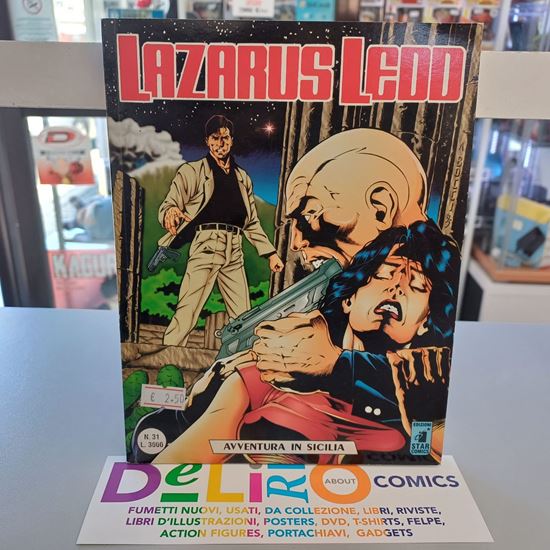 LAZARUS LEDD
KAGUR
€ 2.50
N. 31
L. 3000
AVVENTURA IN SICILIA
EDIZIONI
STAR
COMICS
DeLiRiO ABOUT COMICS
FUMETTI NUOVI, USATI, DA COLLEZIONE, LIBRI, RIVISTE,
LIBRI D'ILLUSTRAZIONI, POSTERS, DVD, T-SHIRTS, FELPE,
ACTION FIGURES, PORTACHIAVI, GADGETS